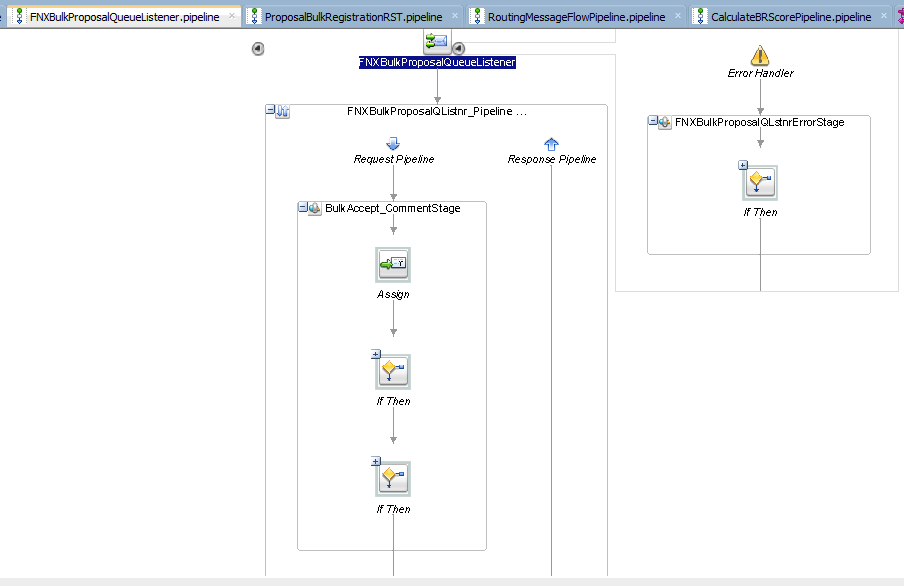 FNXBulkProposalQueueListener.pipeline
ProposalBulkRegistrationRST.pipeline
RoutingMessageFlowPipeline.pipeline
CalculateBRScorePipeline.pipeline
FNXBulkProposalQueueListener
FNXBulkProposalQListnr_Pipeline ...
Request Pipeline
Response Pipeline
BulkAccept_CommentStage
Assign
If Then
If Then
Error Handler
FNXBulkProposalQLstnrErrorStage
If Then